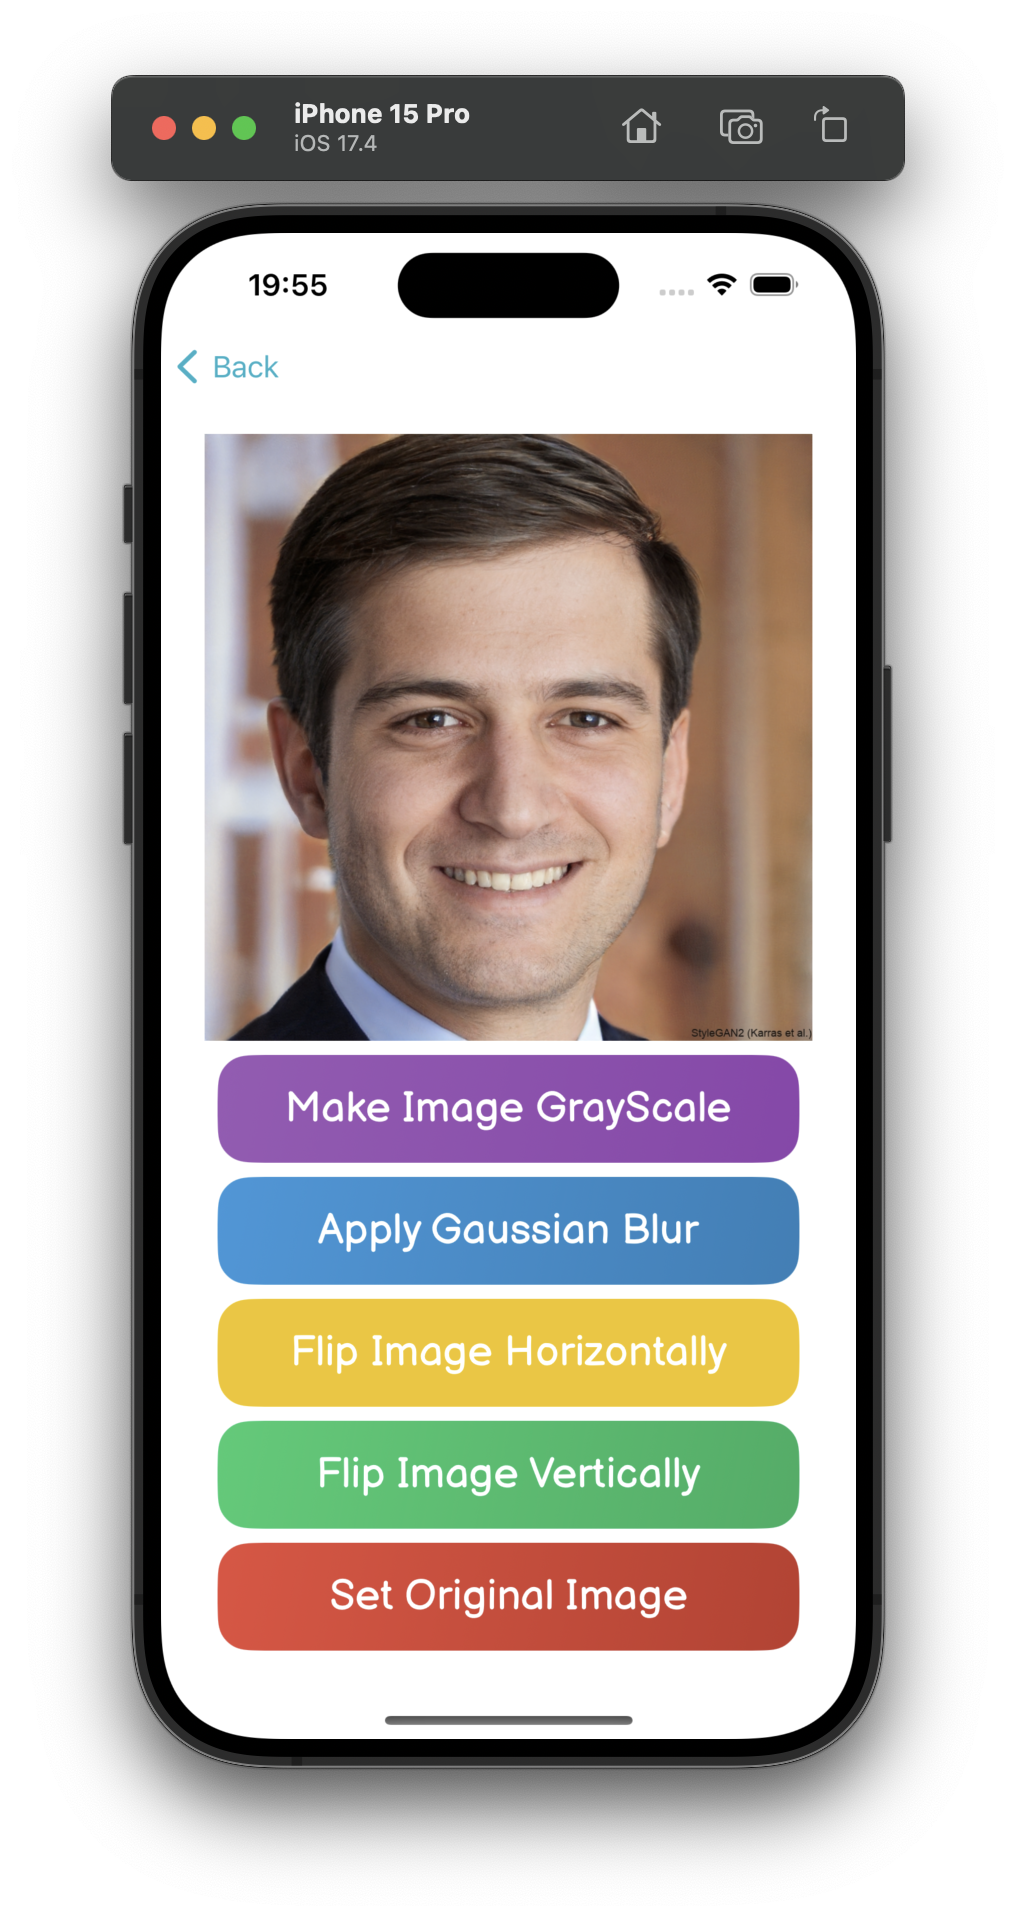 iPhone 15 Pro
iOS 17.4
19:55
Back
StyleGAN2 (Karras et al.)
Make Image GrayScale
Apply Gaussian Blur
Flip Image Horizontally
Flip Image Vertically
Set Original Image